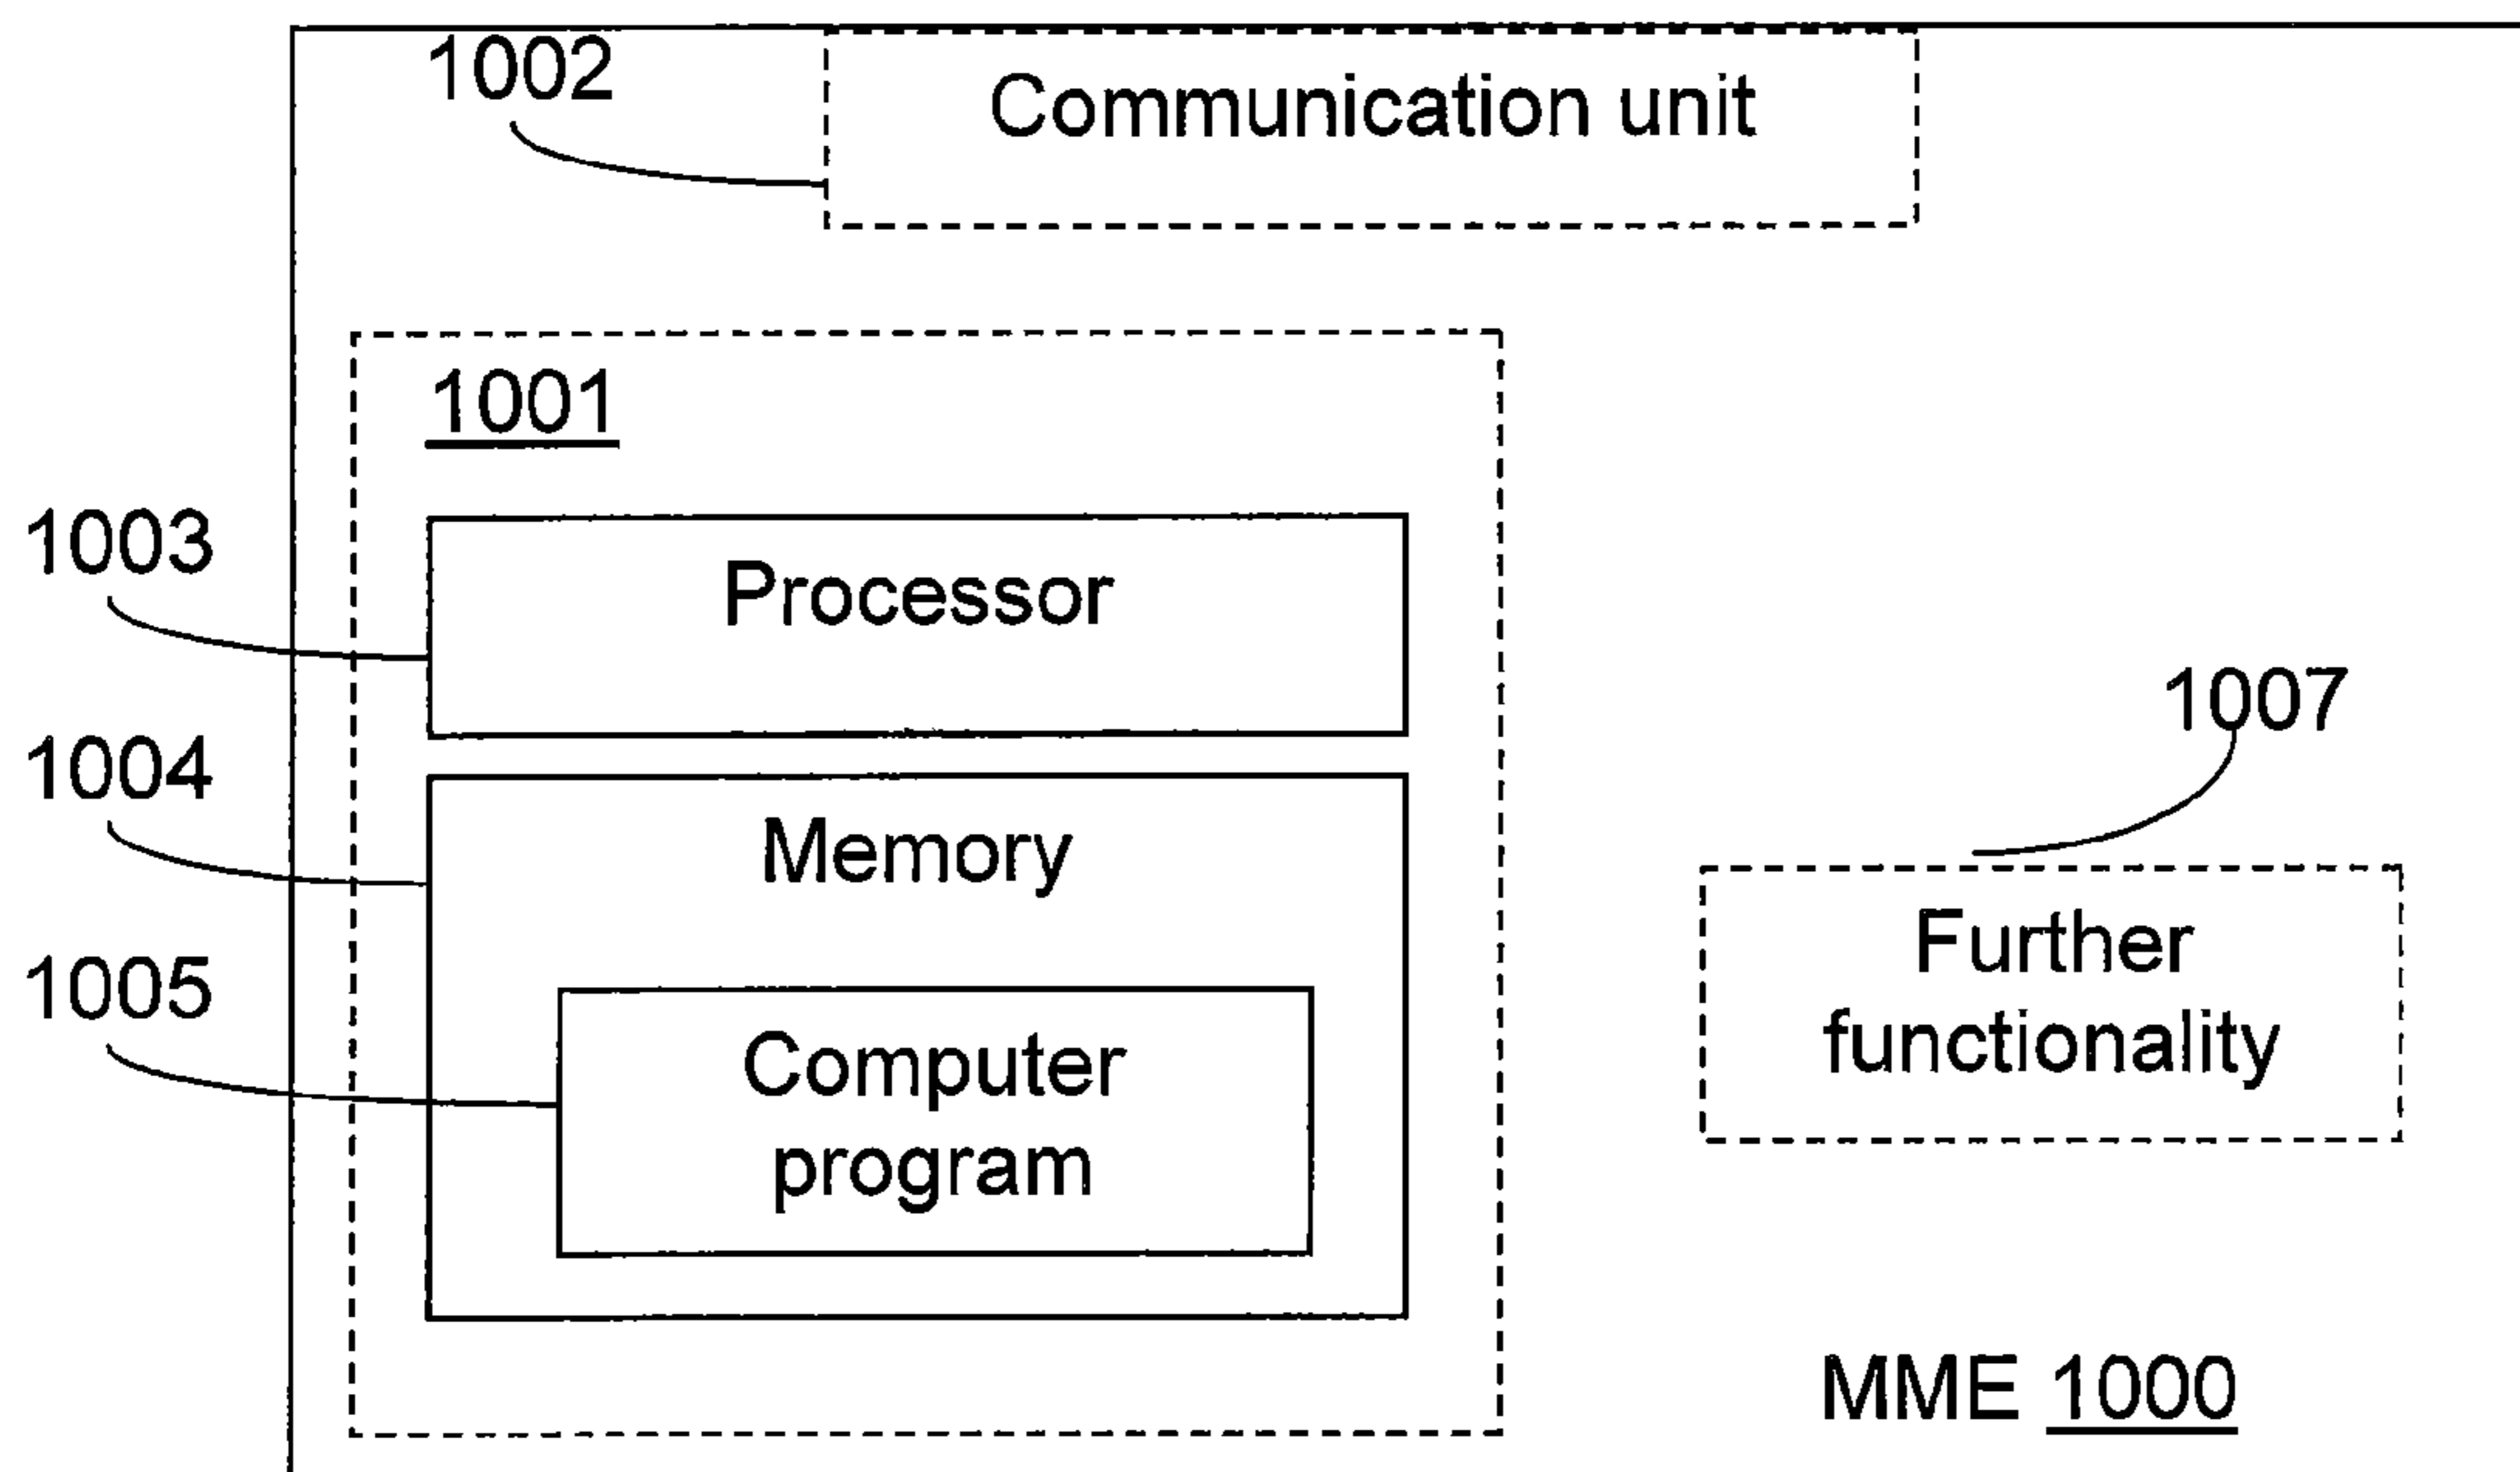 1002
Communication unit
1001
1003
Processor
1007
1004
Memory
Further
functionality
1005
Computer
program
MME 1000